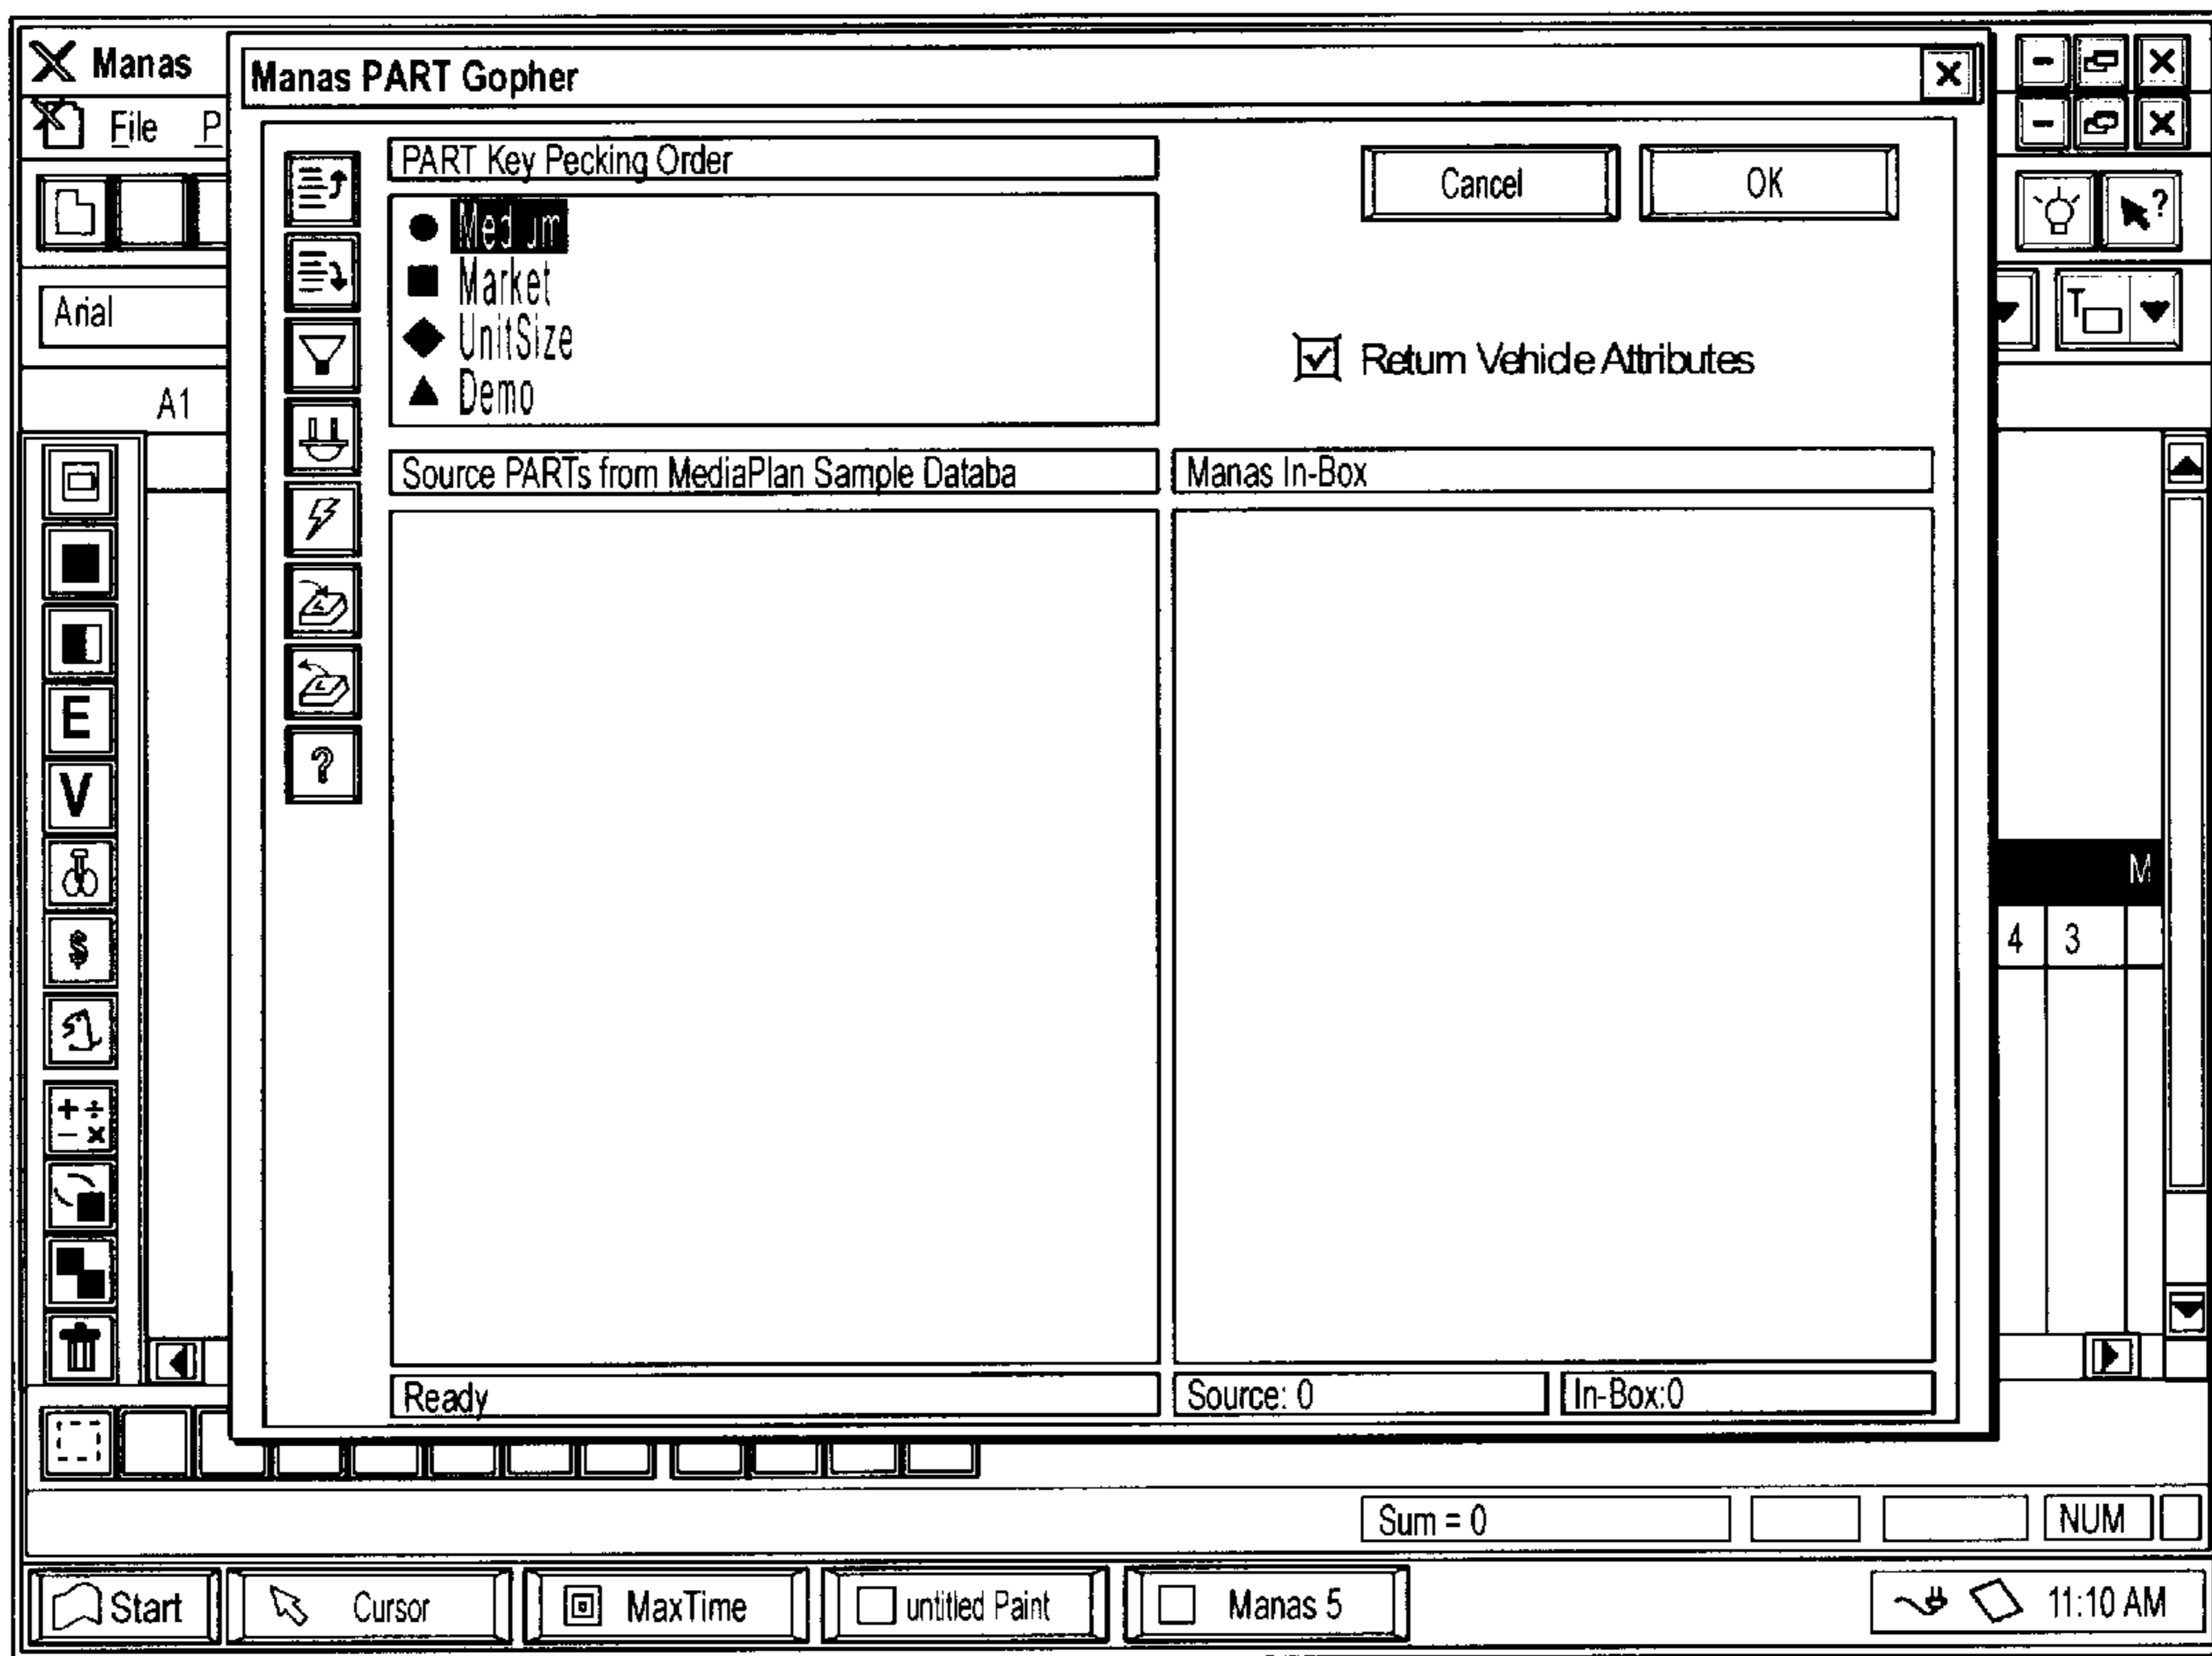 Manas
Manas PART Gopher
File P
PART Key Pecking Order
Cancel
OK
Medium
Market
UnitSize
Demo
Arial
Return Vehicle Attributes
A1
Source PARTs from MediaPlan Sample Databa
Manas In-Box
E
V
M
4 3
$
?
Ready
Source: 0
In-Box:0
Sum = 0
NUM
Start
Cursor
MaxTime
untitled Paint
Manas 5
11:10 AM